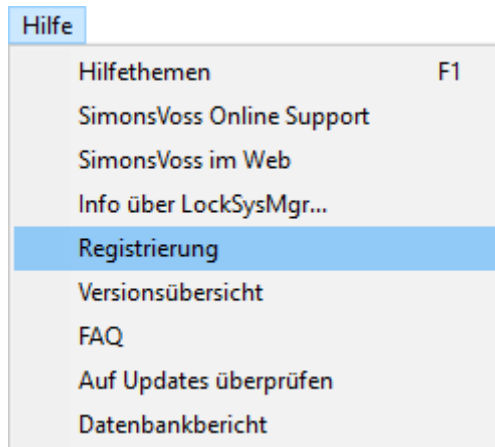 Hilfe
Hilfethemen F1
SimonsVoss Online Support
SimonsVoss im Web
Info über LockSysMgr...
Registrierung
Versionsübersicht
FAQ
Auf Updates überprüfen
Datenbankbericht